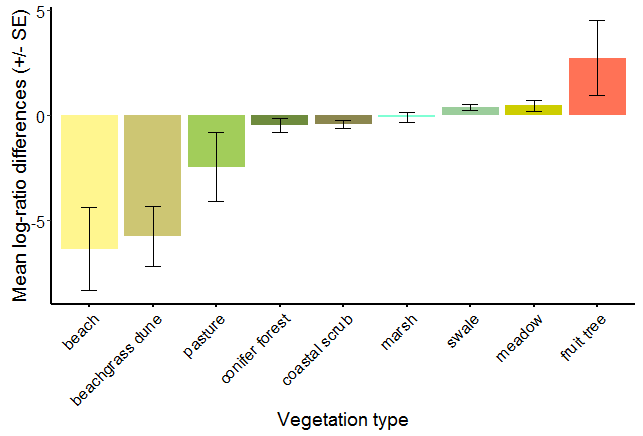 Mean log-ratio differences (+/- SE)
5
0
-5
beach
beachgrass dune
pasture
conifer forest
coastal scrub
marsh
swale
meadow
fruit tree
Vegetation type